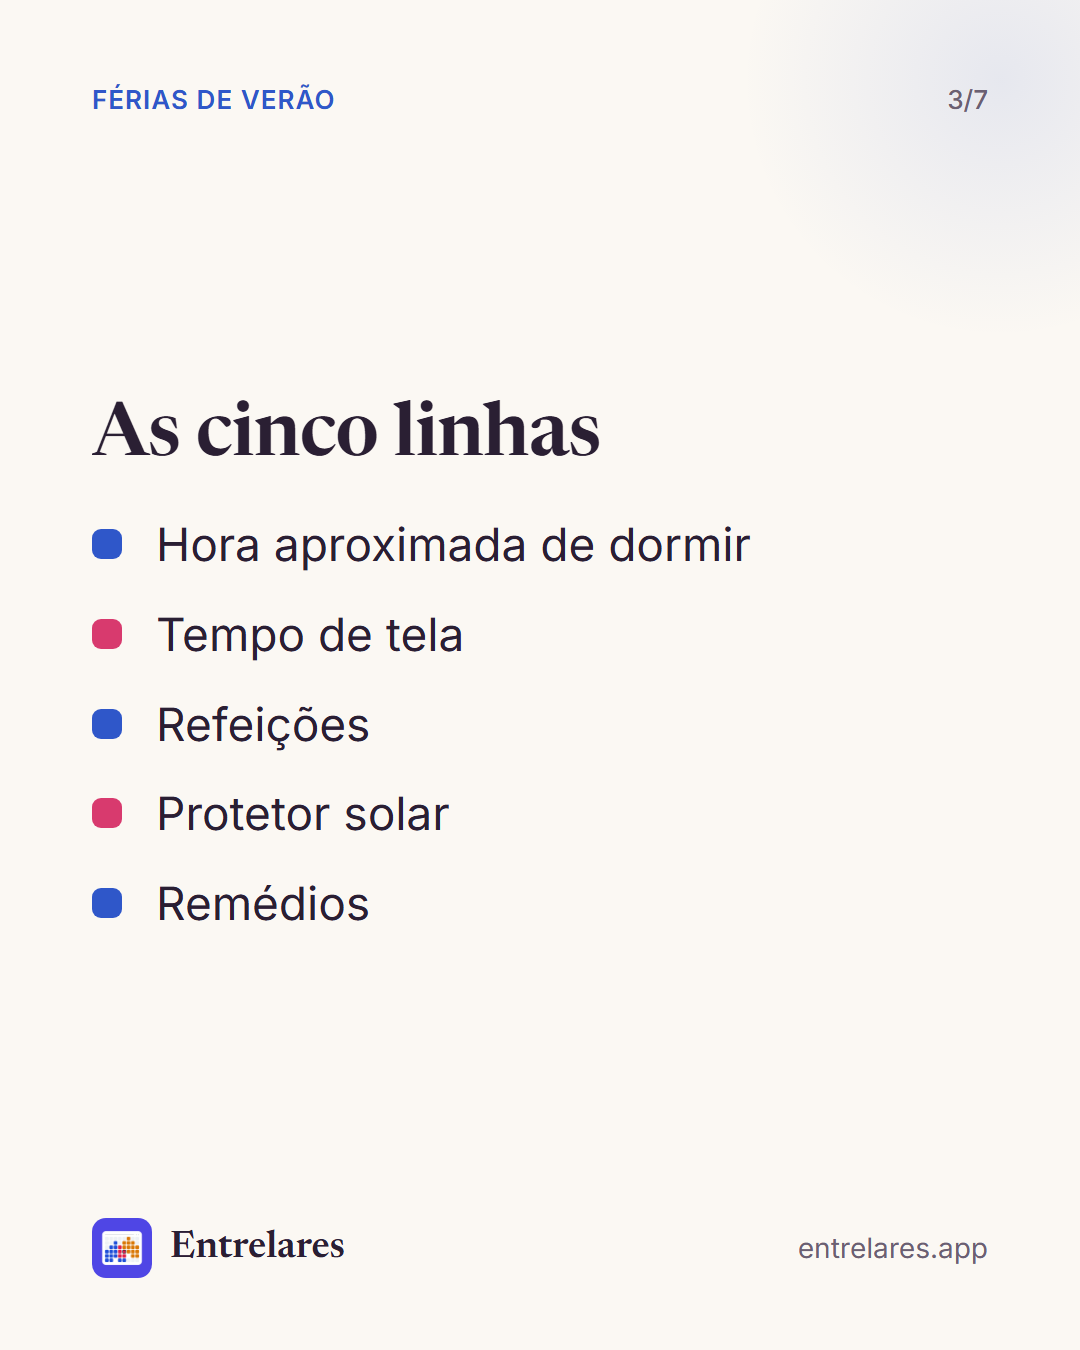 FÉRIAS DE VERÃO
3/7
As cinco linhas
Hora aproximada de dormir
Tempo de tela
Refeições
Protetor solar
Remédios
Entrelares
entrelares.app